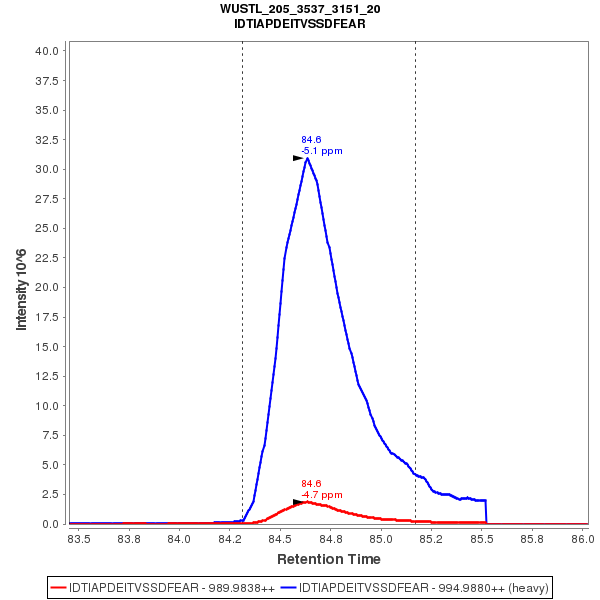 WUSTL_205_3537_3151_20
IDTIAPDEITVSSDFEAR
40.0
37.5
35.0
32.5
30.0
27.5
25.0
22.5
20.0
17.5
15.0
12.5
10.0
7.5
5.0
2.5
0.0
Intensity 10^6
84.6
-5.1 ppm
84.6
-4.7 ppm
83.5 83.8 84.0 84.2 84.5 84.8 85.0 85.2 85.5 85.8 86.0
Retention Time
IDTIAPDEITVSSDFEAR - 989.9838++ IDTIAPDEITVSSDFEAR - 994.9880++ (heavy)